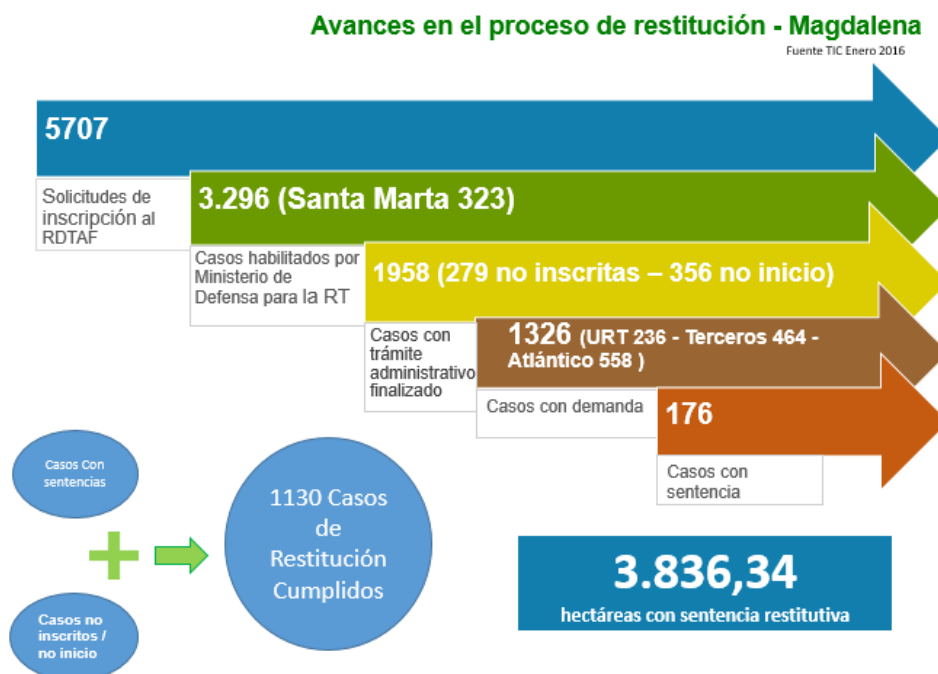 Avances en el proceso de restitución - Magdalena
Fuente TIC Enero 2016
5707
Solicitudes de
inscripción al
RDTAF
3.296 (Santa Marta 323)
Casos habilitados por
Ministerio de
Defensa para la RT
1958 (279 no inscritas – 356 no inicio)
Casos con
trámite
administrativo
finalizado
1326 (URT 236 - Terceros 464 -
Atlántico 558 )
Casos con demanda
176
Casos con
sentencia
Casos Con
sentencias
Casos no
inscritos /
no inicio
1130 Casos
de
Restitución
Cumplidos
3.836,34
hectáreas con sentencia restitutiva